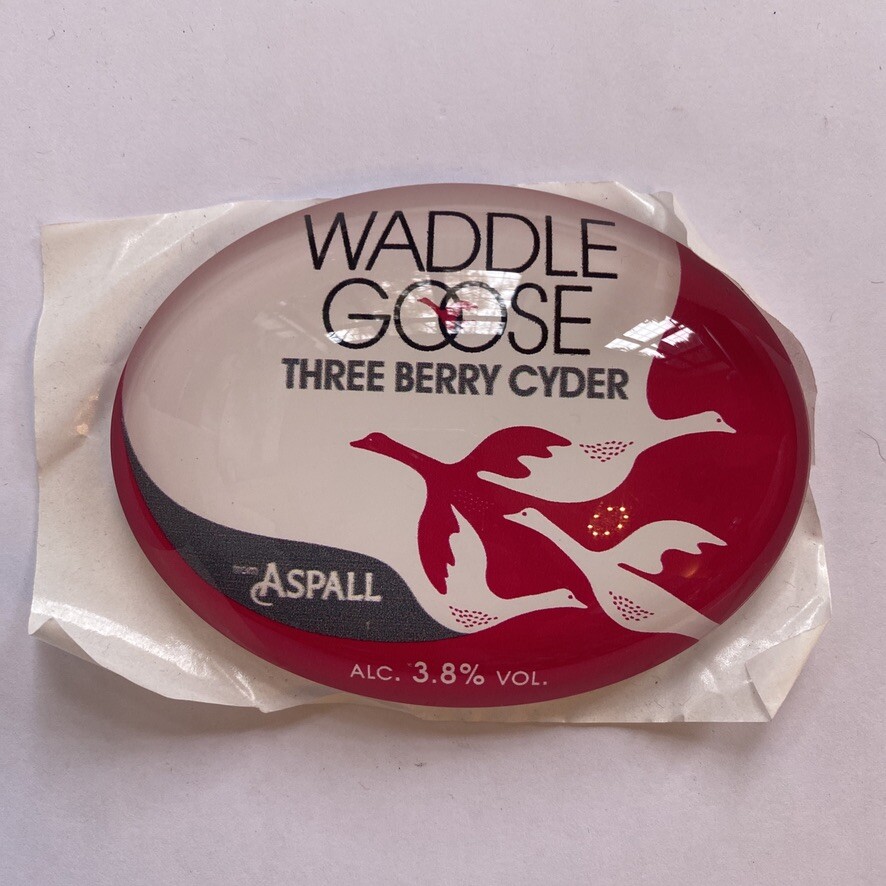 WADDLE
GOOSE
THREE BERRY CYDER
ASPALL
ALC. 3.8% VOL.